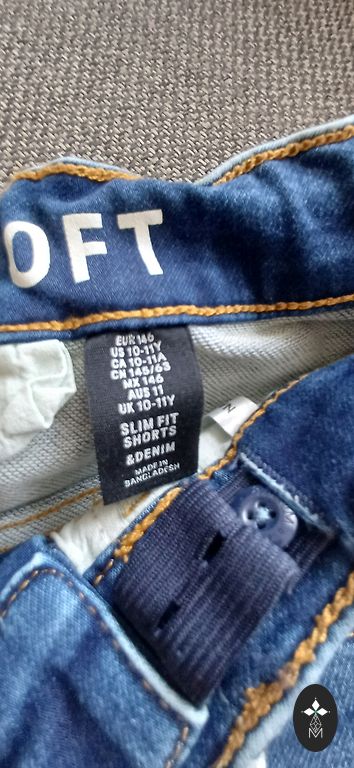 OFT
EUR 146
US 10-11Y
CA 10-11A
CN 145/63
MX 146
AUS 11
UK 10-11Y
SLIM FIT
SHORTS
&DENIM
MADE IN
BANGLADESH
N
M